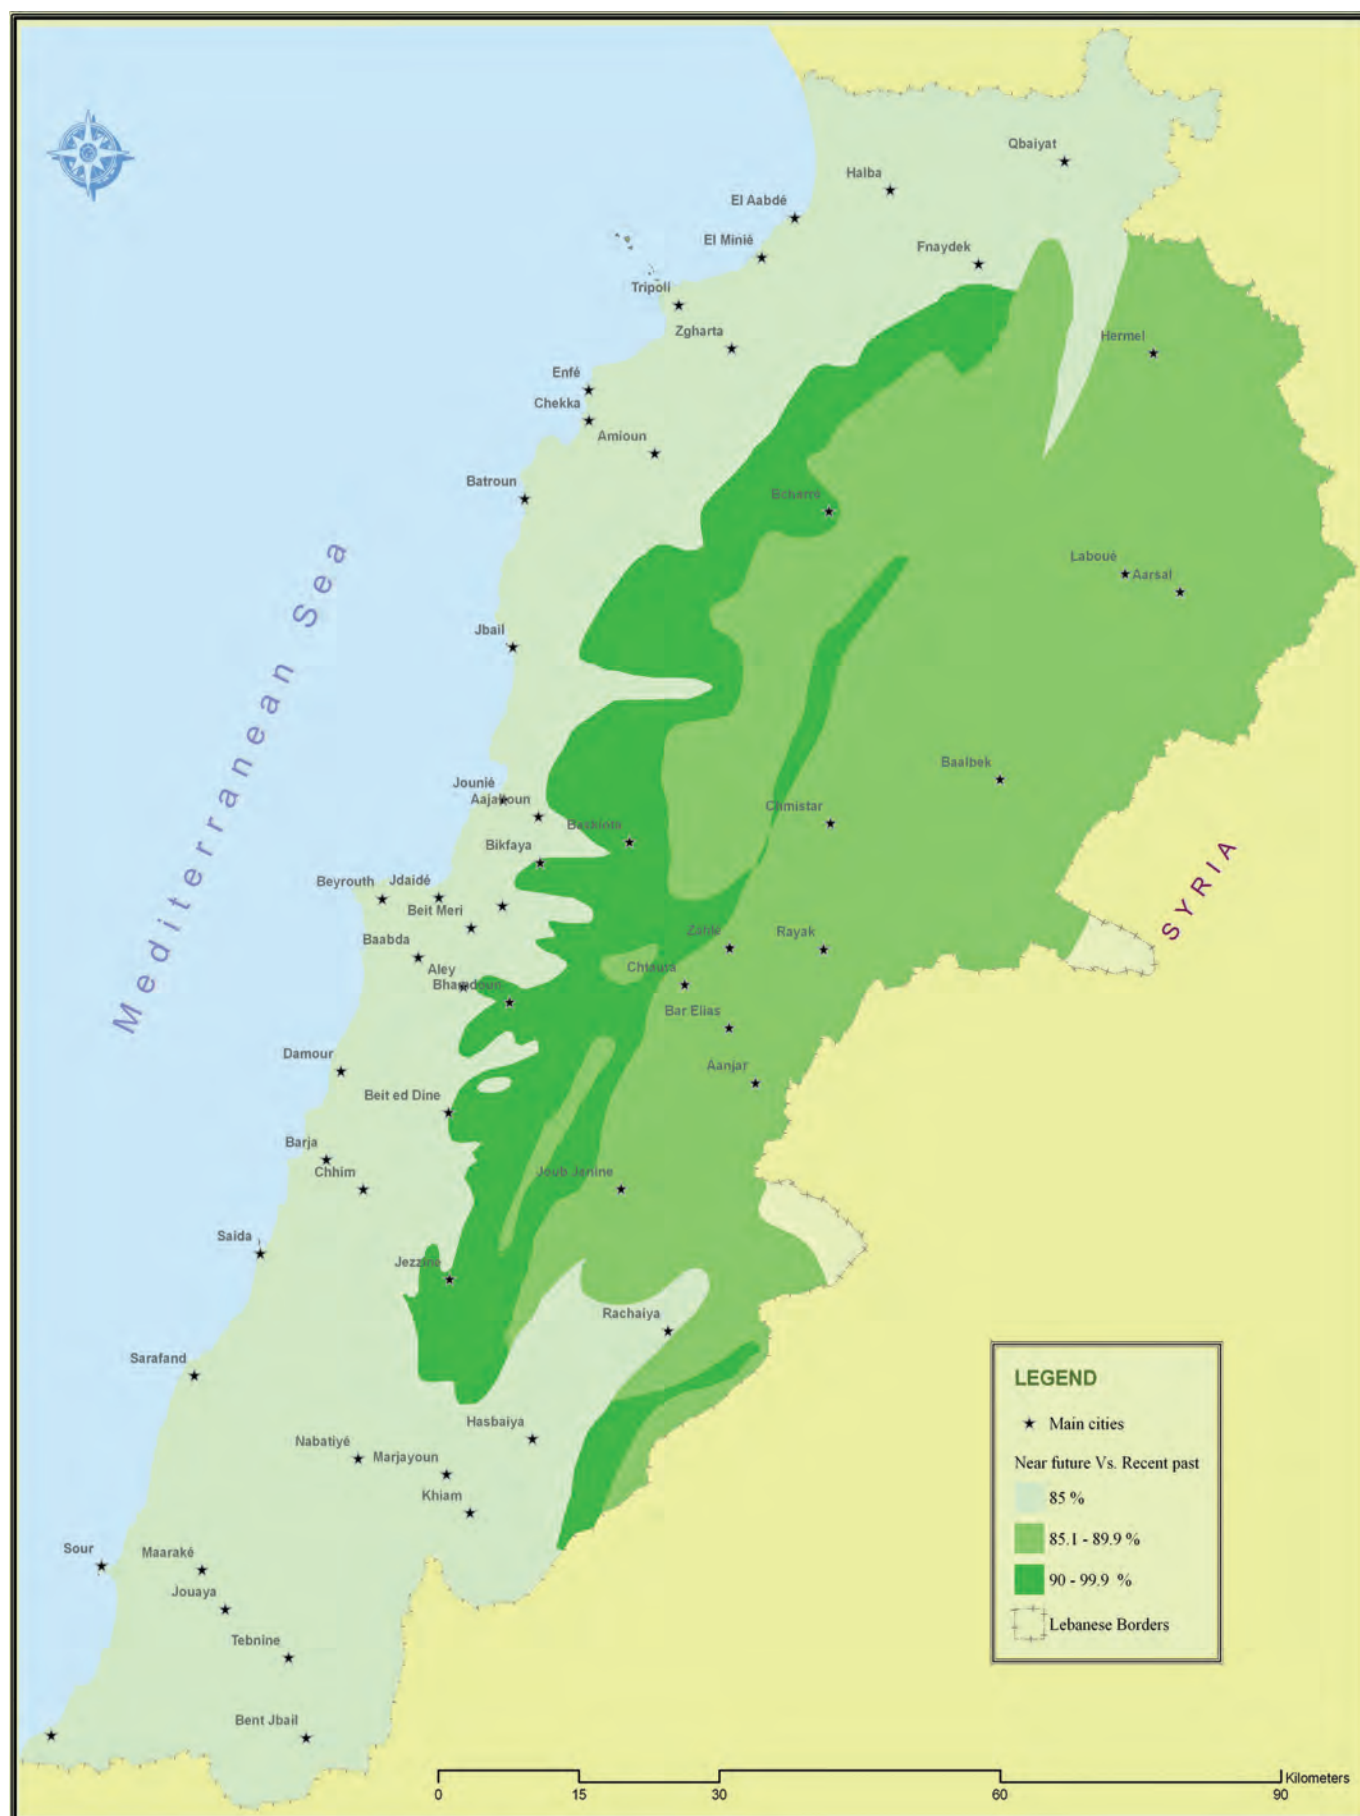 Qbaiyat
Halba
El Aabdé
El Minié
Fnaydek
Tripoli
Zgharta
Hermel
Enfé
Chekka
Amioun
Batroun
Bcharré
Laboué
Aarsal
Mediterranean Sea
Jbail
Baalbek
Jounié
Aajaltoun
Chmistar
Baskinta
Bikfaya
SYRIA
Beyrouth
Jdaidé
Beit Meri
Baabda
Zahlé
Rayak
Aley
Chtaura
Bhamdoun
Bar Elias
Damour
Aanjar
Beit ed Dine
Barja
Chhim
Joub Janine
Saida
Jezzine
Rachaiya
Sarafand
LEGEND
Main cities
Hasbaiya
Nabatiyé
Marjayoun
Near future Vs. Recent past
Khiam
85 %
85.1 - 89.9 %
Sour
Maaraké
90 - 99.9 %
Jouaya
Lebanese Borders
Tebnine
Bent Jbail
Kilometers
0 15 30 60 90